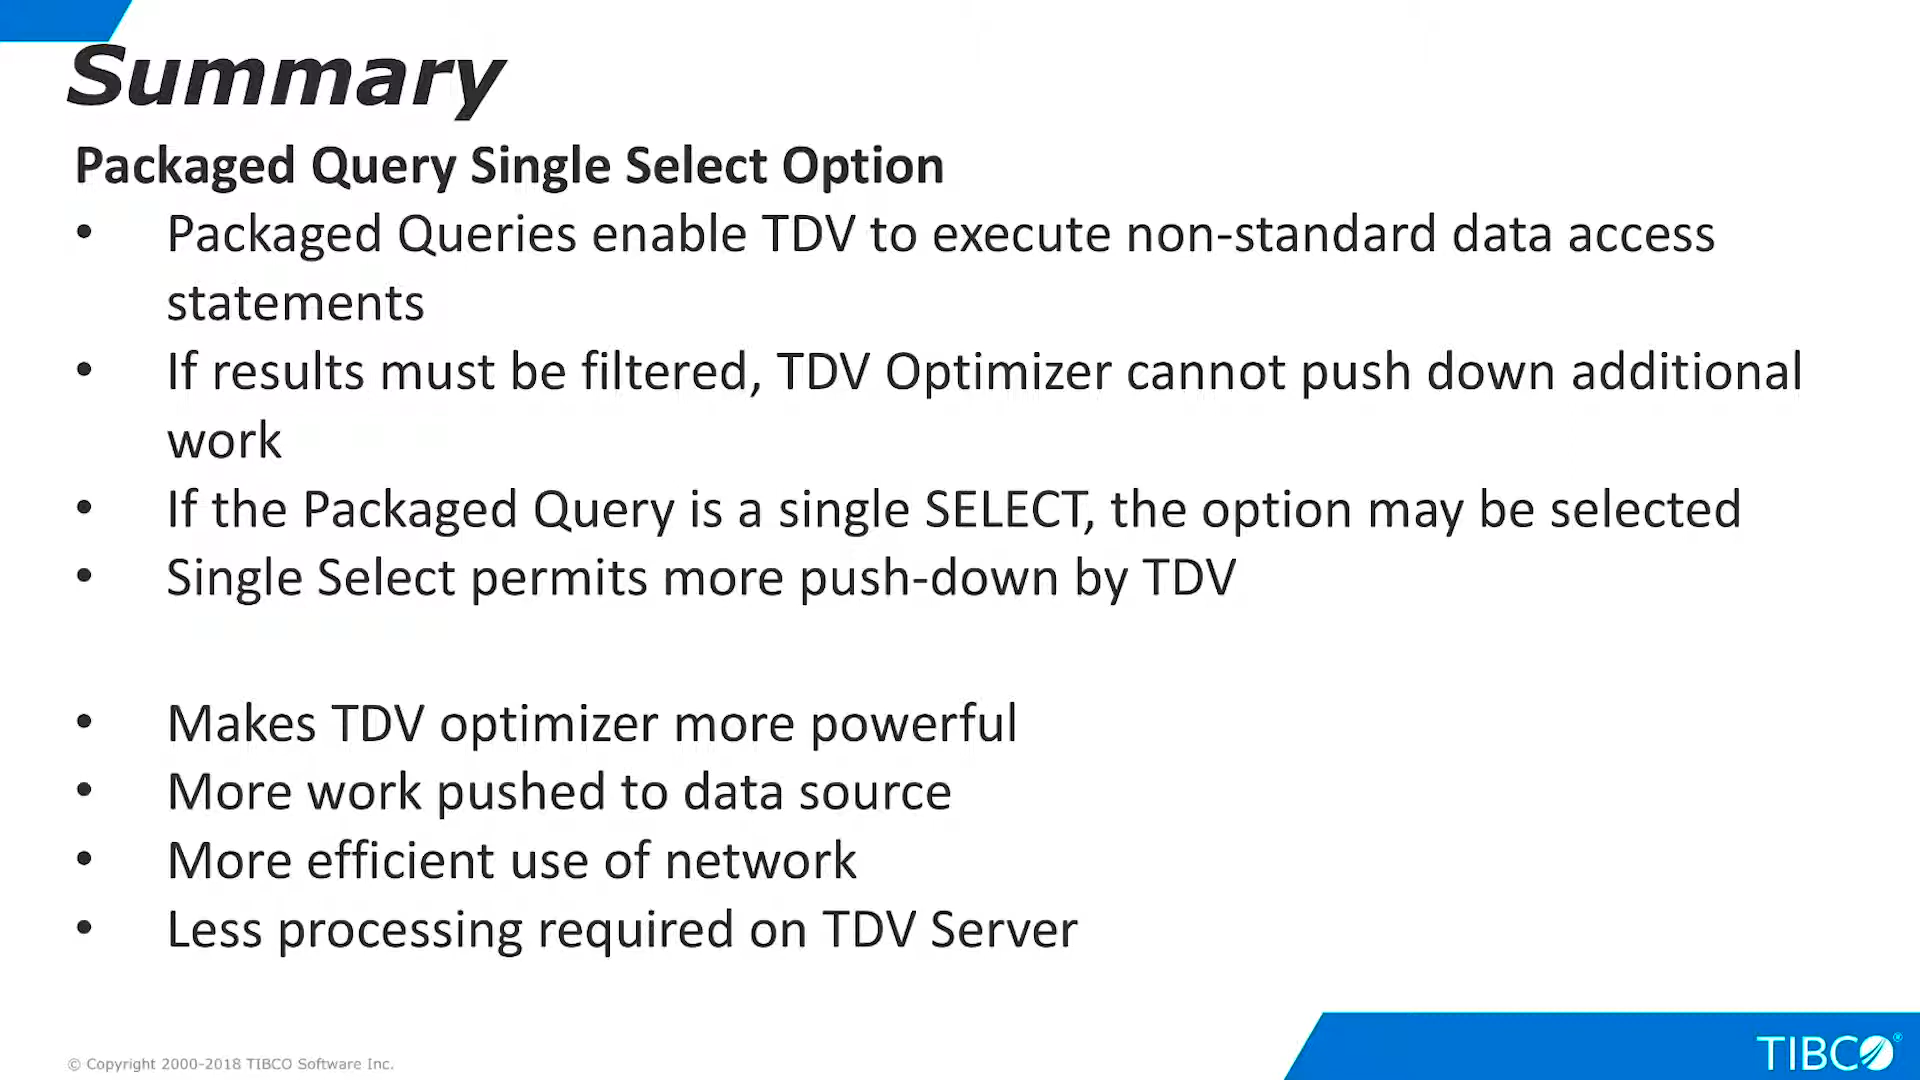 Summary
Packaged Query Single Select Option
• Packaged Queries enable TDV to execute non-standard data access
statements
• If results must be filtered, TDV Optimizer cannot push down additional
work
• If the Packaged Query is a single SELECT, the option may be selected
• Single Select permits more push-down by TDV
• Makes TDV optimizer more powerful
• More work pushed to data source
• More efficient use of network
• Less processing required on TDV Server
© Copyright 2000-2018 TIBCO Software Inc.
TIBCO®